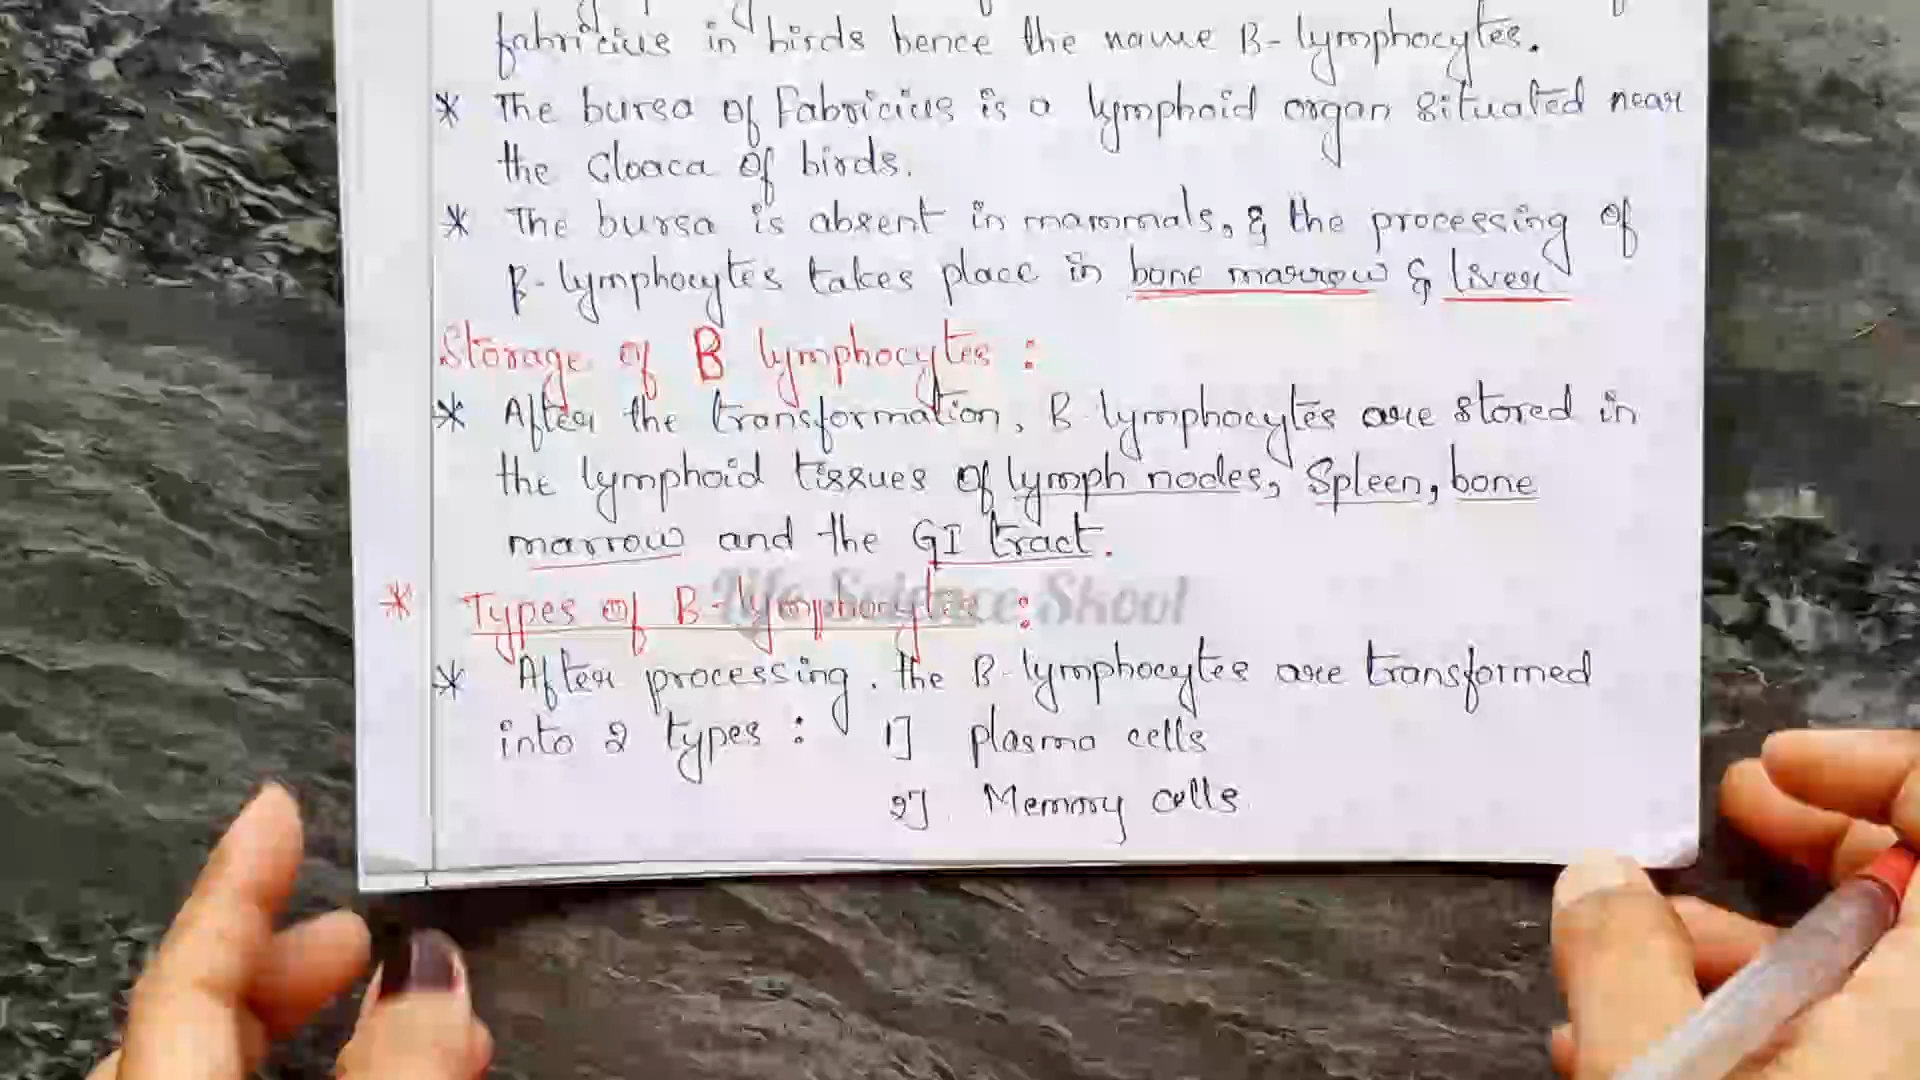 fabricius in birds hence the name B-lymphocytes.
* The bursa of Fabricius is a lymphoid organ situated near
the Cloaca of birds.
* The bursa is absent in mammals, & the processing of
B-lymphocytes takes place in bone marrow & liver
Storage of B lymphocytes :
* After the transformation, B lymphocytes are stored in
the lymphoid tissues of lymph nodes, Spleen, bone
marrow and the GI tract.
Life Science Skool
* Types of B-lymphocytes :
* After processing, the B-lymphocytes are transformed
into 2 types : 1] plasma cells
2] Memory cells